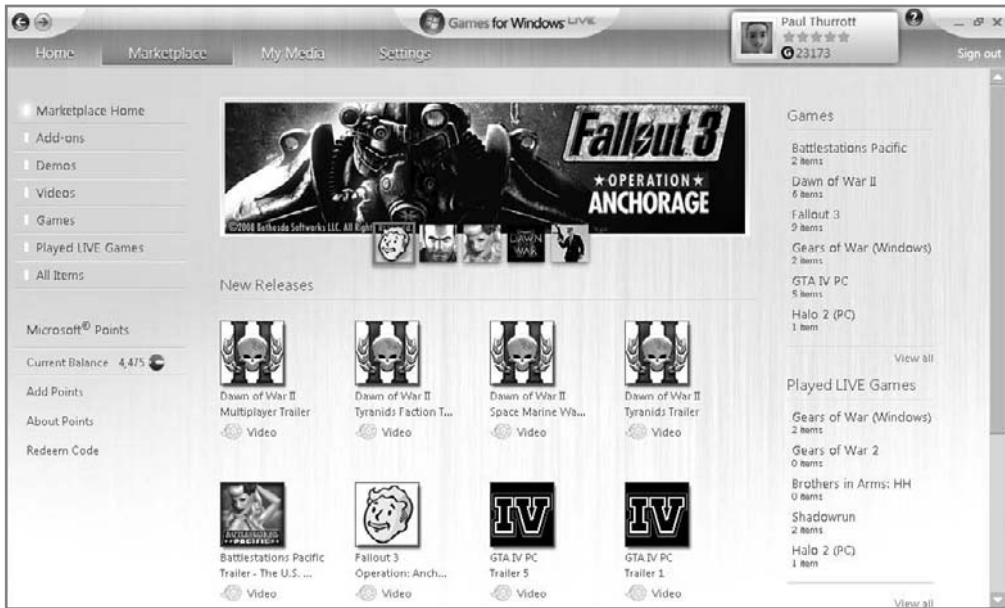 Games for Windows LIVE
Paul Thurrott
G 23173
?
Home Marketplace My Media Settings
Sign out
Marketplace Home
Add-ons
Demos
Videos
Games
Played LIVE Games
All Items
Microsoft® Points
Current Balance 4,475
Add Points
About Points
Redeem Code
Fallout 3
★ OPERATION ★
ANCHORAGE
©2008 Bethesda Softworks LLC. All Rights
DAWN
WAR
New Releases
Dawn of War II
Multiplayer Trailer
Video
Dawn of War II
Tyranids Faction T...
Video
Dawn of War II
Space Marine Wa...
Video
Dawn of War II
Tyranids Trailer
Video
BATTLESTATIONS
PACIFIC
Battlestations Pacific
Trailer - The U.S. ...
Video
Fallout 3
Operation: Anch...
Video
IV
GTA IV PC
Trailer 5
Video
IV
GTA IV PC
Trailer 1
Video
Games
Battlestations Pacific
2 items
Dawn of War II
6 items
Fallout 3
9 items
Gears of War (Windows)
2 items
GTA IV PC
5 items
Halo 2 (PC)
1 item
View all
Played LIVE Games
Gears of War (Windows)
2 items
Gears of War 2
0 items
Brothers in Arms: HH
0 items
Shadowrun
2 items
Halo 2 (PC)
1 item
View all